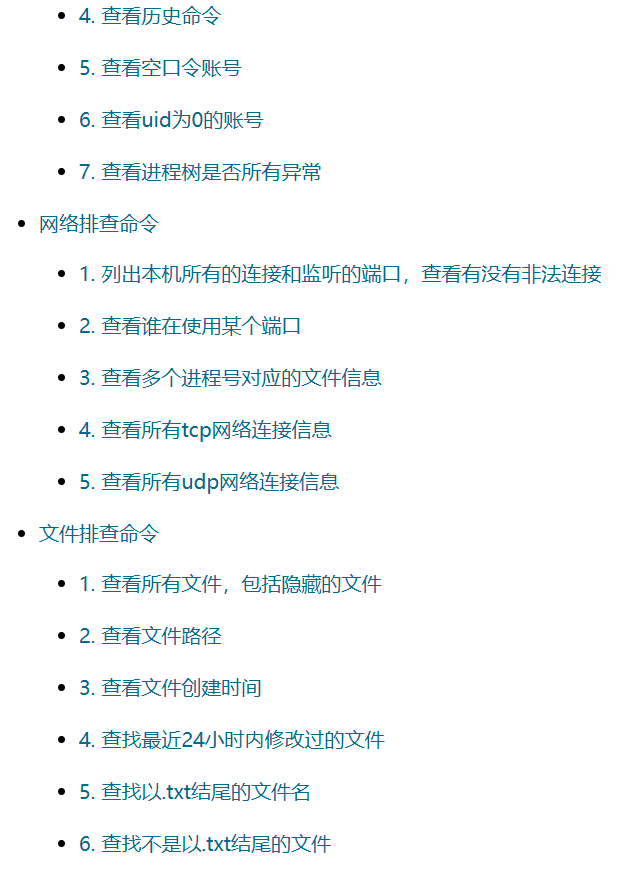 4. 查看历史命令
5. 查看空口令账号
6. 查看uid为0的账号
7. 查看进程树是否所有异常
网络排查命令
1. 列出本机所有的连接和监听的端口，查看有没有非法连接
2. 查看谁在使用某个端口
3. 查看多个进程号对应的文件信息
4. 查看所有tcp网络连接信息
5. 查看所有udp网络连接信息
文件排查命令
1. 查看所有文件，包括隐藏的文件
2. 查看文件路径
3. 查看文件创建时间
4. 查找最近24小时内修改过的文件
5. 查找以.txt结尾的文件名
6. 查找不是以.txt结尾的文件